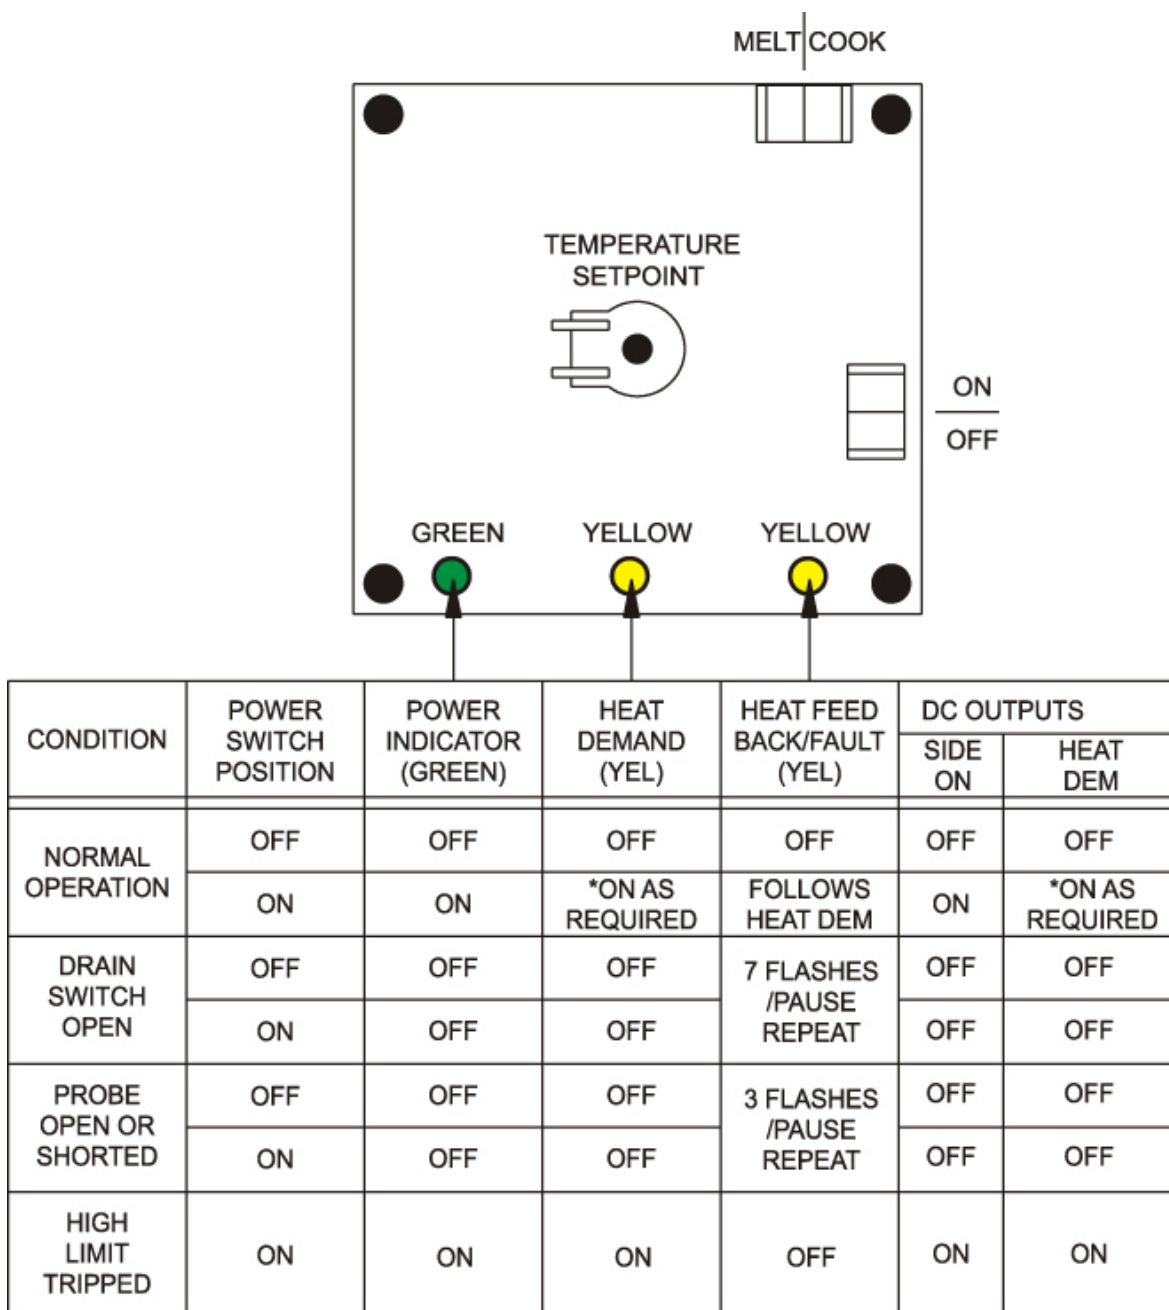 MELT COOK
TEMPERATURE
SETPOINT
ON
OFF
GREEN YELLOW YELLOW
CONDITION
POWER
SWITCH
POSITION
POWER
INDICATOR
(GREEN)
HEAT
DEMAND
(YEL)
HEAT FEED
BACK/FAULT
(YEL)
DC OUTPUTS
SIDE
ON
HEAT
DEM
NORMAL
OPERATION
OFF OFF OFF OFF OFF OFF
ON
ON
*ON AS
REQUIRED
FOLLOWS
HEAT DEM
ON
*ON AS
REQUIRED
DRAIN
SWITCH
OPEN
OFF OFF OFF
7 FLASHES
/PAUSE
REPEAT
OFF OFF
ON OFF OFF OFF OFF
PROBE
OPEN OR
SHORTED
OFF OFF OFF
3 FLASHES
/PAUSE
REPEAT
OFF OFF
ON OFF OFF OFF OFF
HIGH
LIMIT
TRIPPED
ON ON ON OFF ON ON